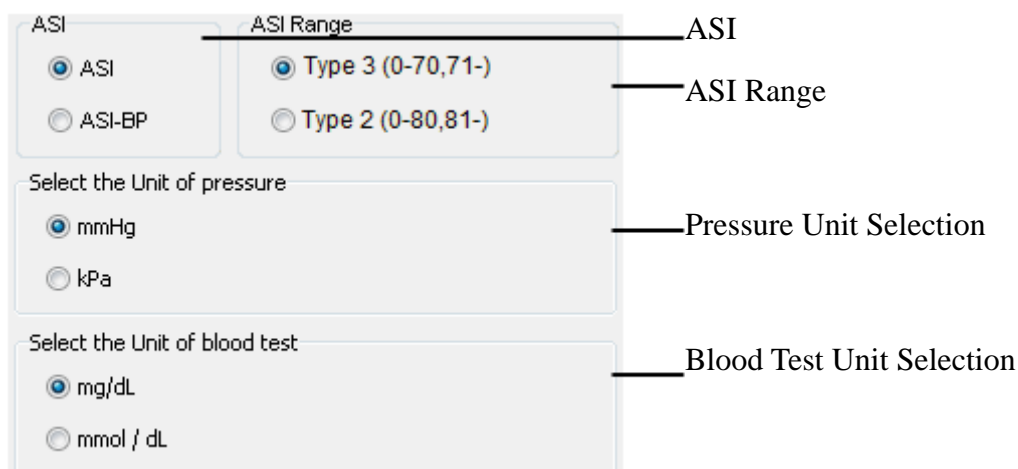 ASI
ASI Range
ASI
ASI
Type 3 (0-70,71-)
ASI Range
ASI-BP
Type 2 (0-80,81-)
Select the Unit of pressure
mmHg
Pressure Unit Selection
kPa
Select the Unit of blood test
Blood Test Unit Selection
mg/dL
mmol / dL